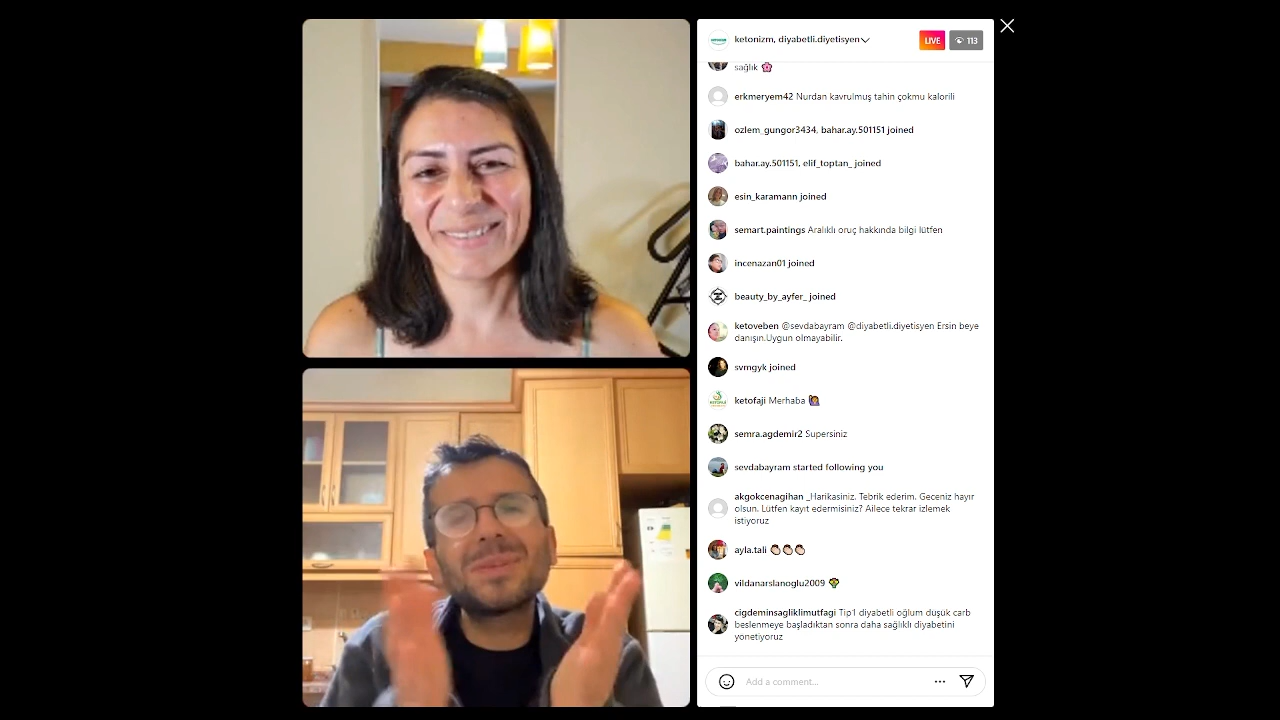 ketonizm, diyabetli.diyetisyen
LIVE
113
sağlık
erkmeryem42 Nurdan kavrulmuş tahin çokmu kalorili
ozlem_gungor3434, bahar.ay.501151 joined
bahar.ay.501151, elif_toptan_ joined
esin_karamann joined
semart.paintings Aralıklı oruç hakkında bilgi lütfen
incenazan01 joined
beauty_by_ayfer_ joined
ketoveben @sevdabayram @diyabetli.diyetisyen Ersin beye
danışın.Uygun olmayabilir.
svrngyk joined
ketofaji Merhaba
semra.agdemir2 Supersiniz
sevdabayram started following you
akgokcenagihan _Harikasiniz. Tebrik ederim. Geceniz hayır
olsun. Lütfen kayıt edermisiniz? Ailece tekrar izlemek
istiyoruz
ayla.tali
vildanarslanoglu2009
cigdeminsagliklimutfagi Tip1 diyabetli oğlum düşük carb
beslenmeye başladıktan sonra daha sağlıklı diyabetini
yonetiyoruz
Add a comment...